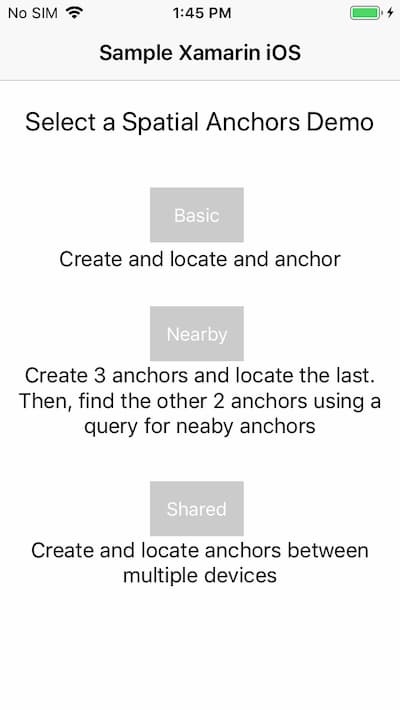 No SIM 1:45 PM
Sample Xamarin iOS
Select a Spatial Anchors Demo
Basic
Create and locate and anchor
Nearby
Create 3 anchors and locate the last.
Then, find the other 2 anchors using a
query for neaby anchors
Shared
Create and locate anchors between
multiple devices